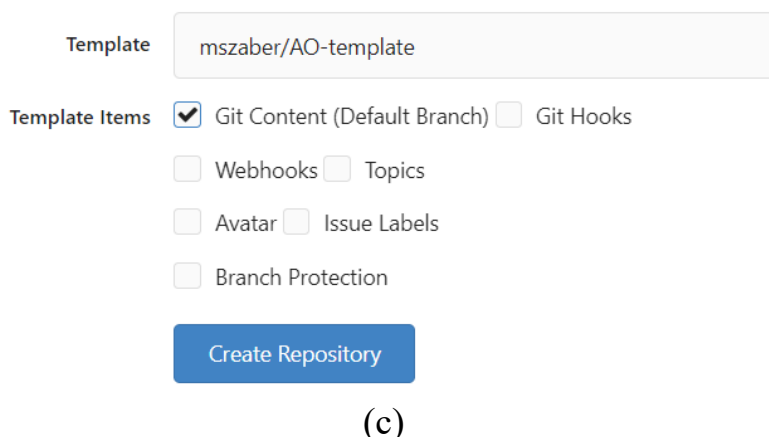 Template mszaber/AO-template
Template Items Git Content (Default Branch) Git Hooks
Webhooks Topics
Avatar Issue Labels
Branch Protection
Create Repository
(c)